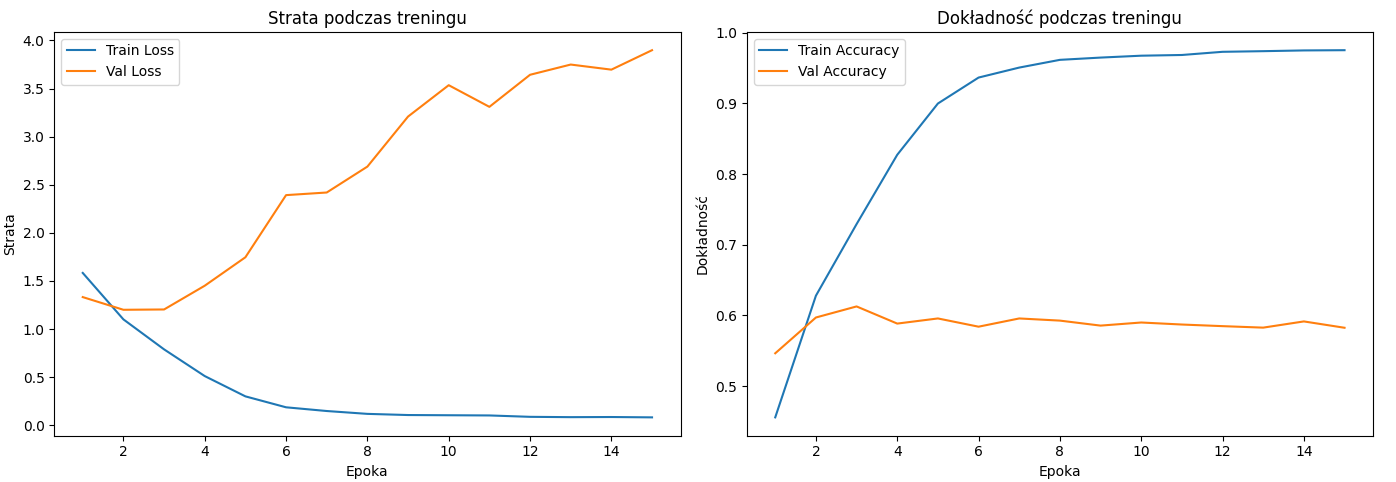 Strata podczas treningu
Train Loss
Val Loss
4.0
3.5
3.0
2.5
2.0
1.5
1.0
0.5
0.0
Strata
2 4 6 8 10 12 14
Epoka
Dokładność podczas treningu
Train Accuracy
Val Accuracy
1.0
0.9
0.8
0.7
0.6
0.5
Dokładność
2 4 6 8 10 12 14
Epoka